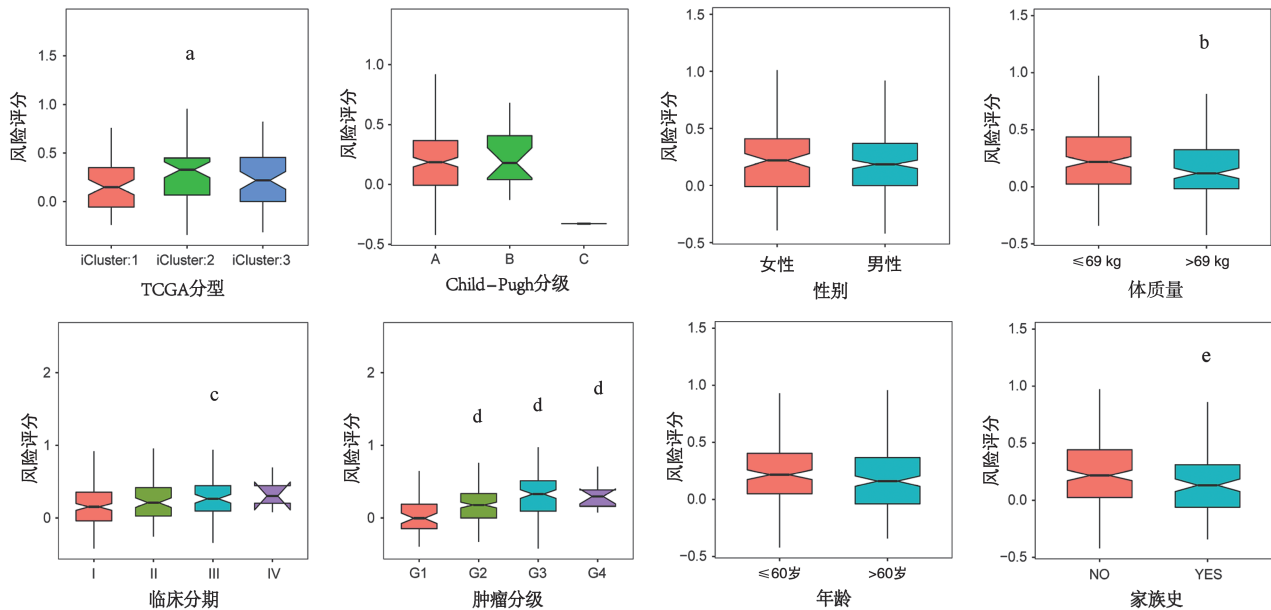 风险评分
1.5
1.0
0.5
0.0
a
iCluster:1 iCluster:2 iCluster:3
TCGA分型
风险评分
1.0
0.5
0.0
−0.5
A B C
Child–Pugh分级
风险评分
1.5
1.0
0.5
0.0
−0.5
女性 男性
性别
风险评分
1.5
1.0
0.5
0.0
−0.5
b
≤69 kg >69 kg
体质量
风险评分
2
1
0
c
I II III IV
临床分期
风险评分
2
1
0
d d d
G1 G2 G3 G4
肿瘤分级
风险评分
1.5
1.0
0.5
0.0
−0.5
≤60岁 >60岁
年龄
风险评分
1.5
1.0
0.5
0.0
−0.5
e
NO YES
家族史